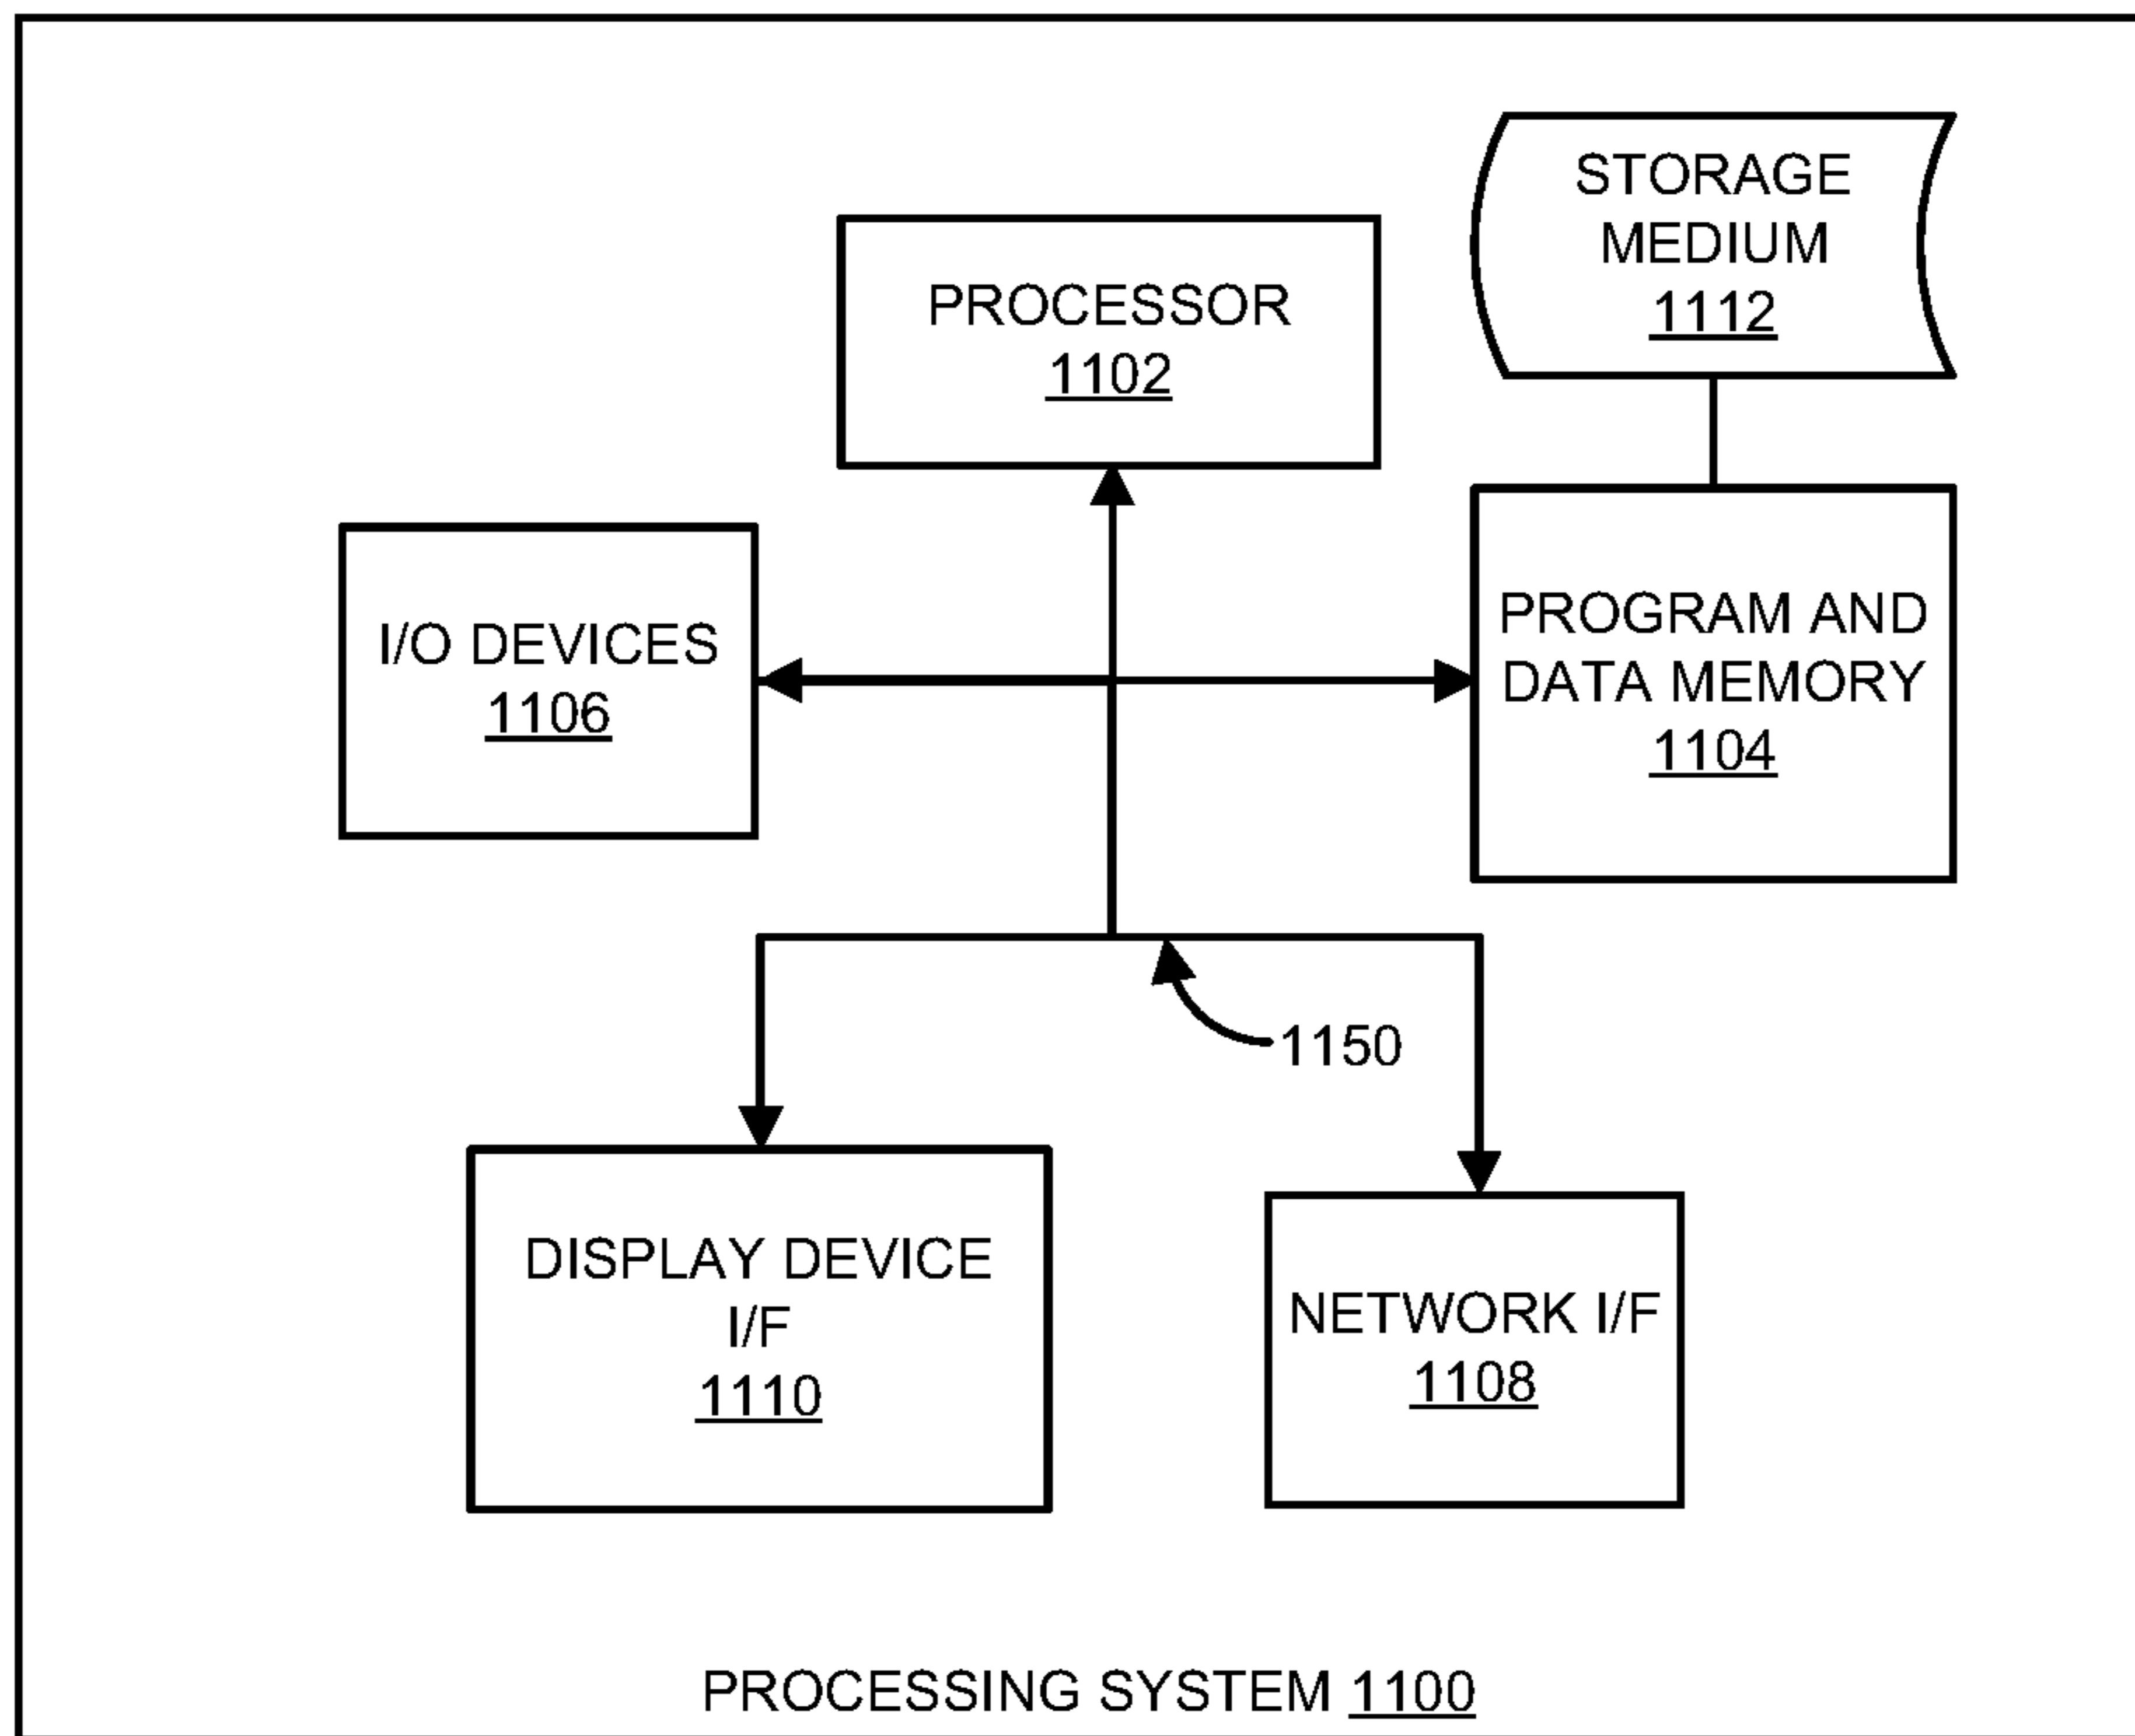 STORAGE
MEDIUM
1112
PROCESSOR
1102
I/O DEVICES
1106
PROGRAM AND
DATA MEMORY
1104
1150
DISPLAY DEVICE
I/F
1110
NETWORK I/F
1108
PROCESSING SYSTEM 1100